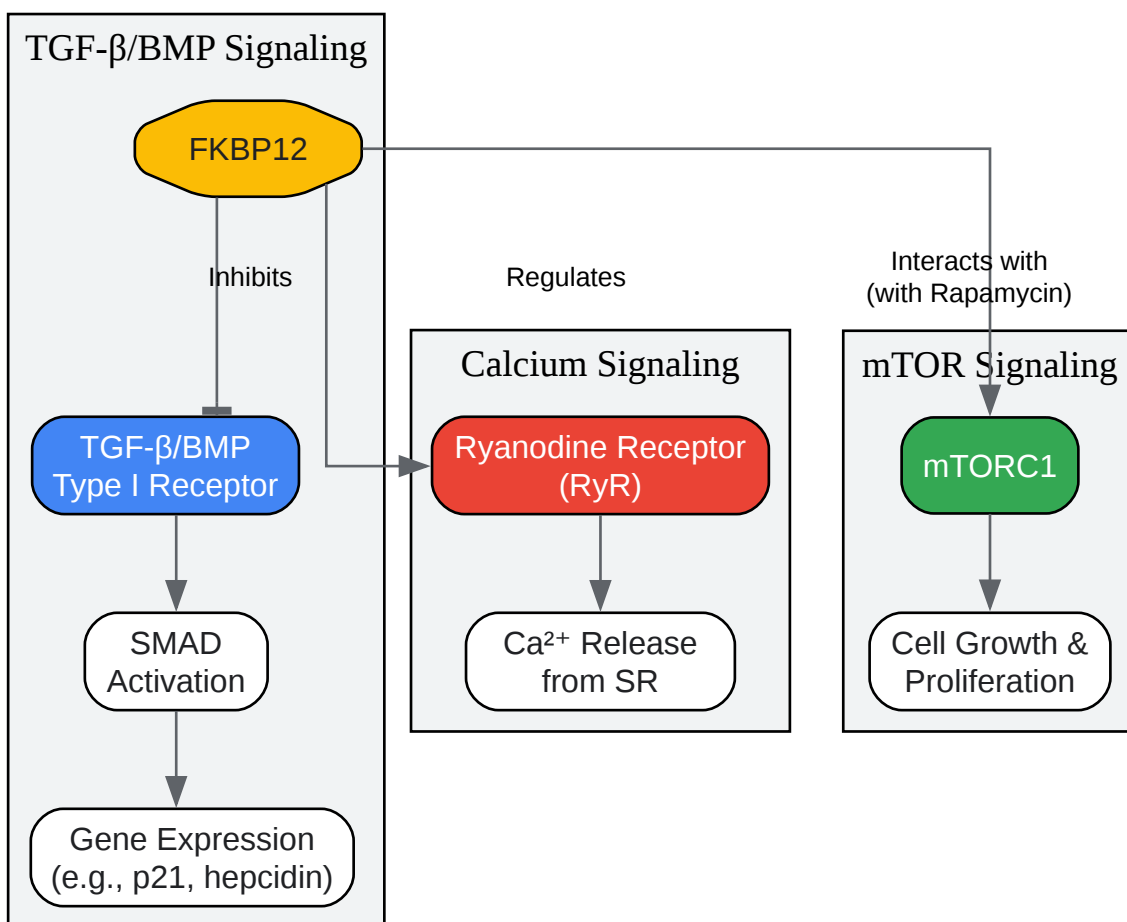 TGF-β/BMP Signaling
FKBP12
Inhibits
Regulates
Interacts with
(with Rapamycin)
Calcium Signaling
mTOR Signaling
TGF-β/BMP
Type I Receptor
Ryanodine Receptor
(RyR)
mTORC1
SMAD
Activation
Ca²⁺ Release
from SR
Cell Growth &
Proliferation
Gene Expression
(e.g., p21, hepcidin)